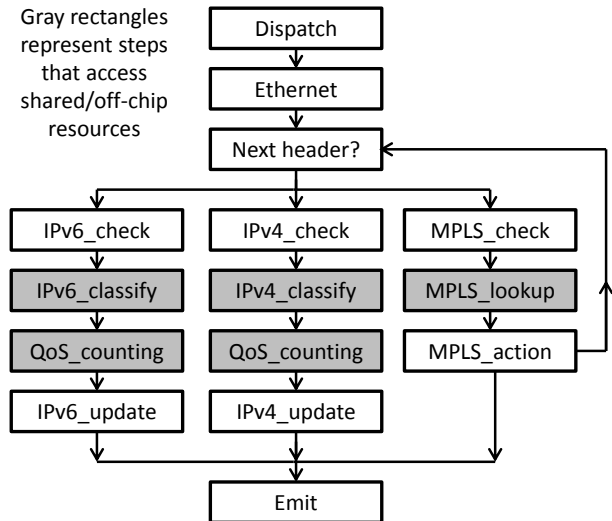 Gray rectangles
represent steps
that access
shared/off-chip
resources
Dispatch
Ethernet
Next header?
IPv6_check
IPv4_check
MPLS_check
IPv6_classify
IPv4_classify
MPLS_lookup
QoS_counting
QoS_counting
MPLS_action
IPv6_update
IPv4_update
Emit